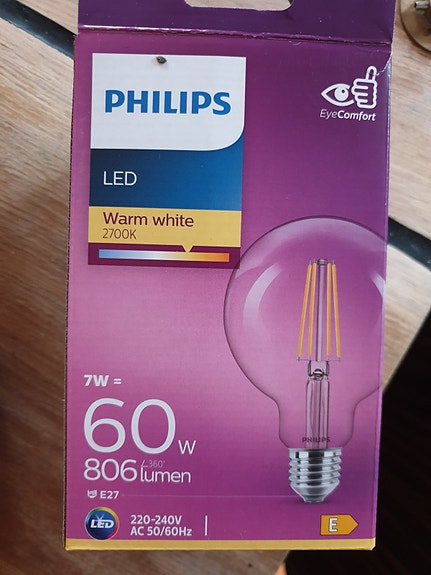 PHILIPS
EyeComfort
LED
Warm white
2700K
7W =
60W
806 lumen
360°
E27
PHILIPS
LED
220-240V
AC 50/60Hz
E